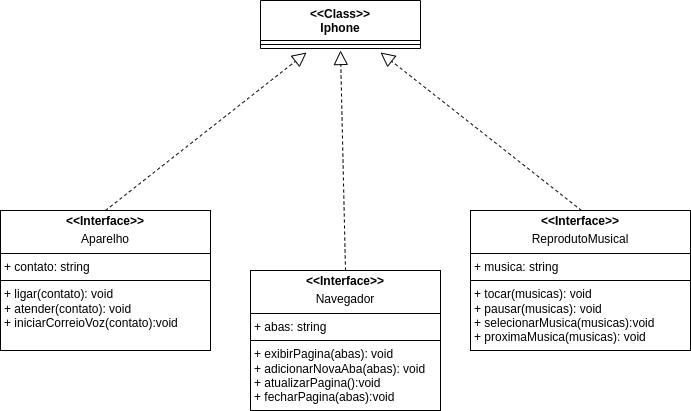 <<Class>>
Iphone
<<Interface>>
Aparelho
+ contato: string
+ ligar(contato): void
+ atender(contato): void
+ iniciarCorreioVoz(contato):void
<<Interface>>
Navegador
+ abas: string
+ exibirPagina(abas): void
+ adicionarNovaAba(abas): void
+ atualizarPagina():void
+ fecharPagina(abas):void
<<Interface>>
ReprodutoMusical
+ musica: string
+ tocar(musicas): void
+ pausar(musicas): void
+ selecionarMusica(musicas):void
+ proximaMusica(musicas): void